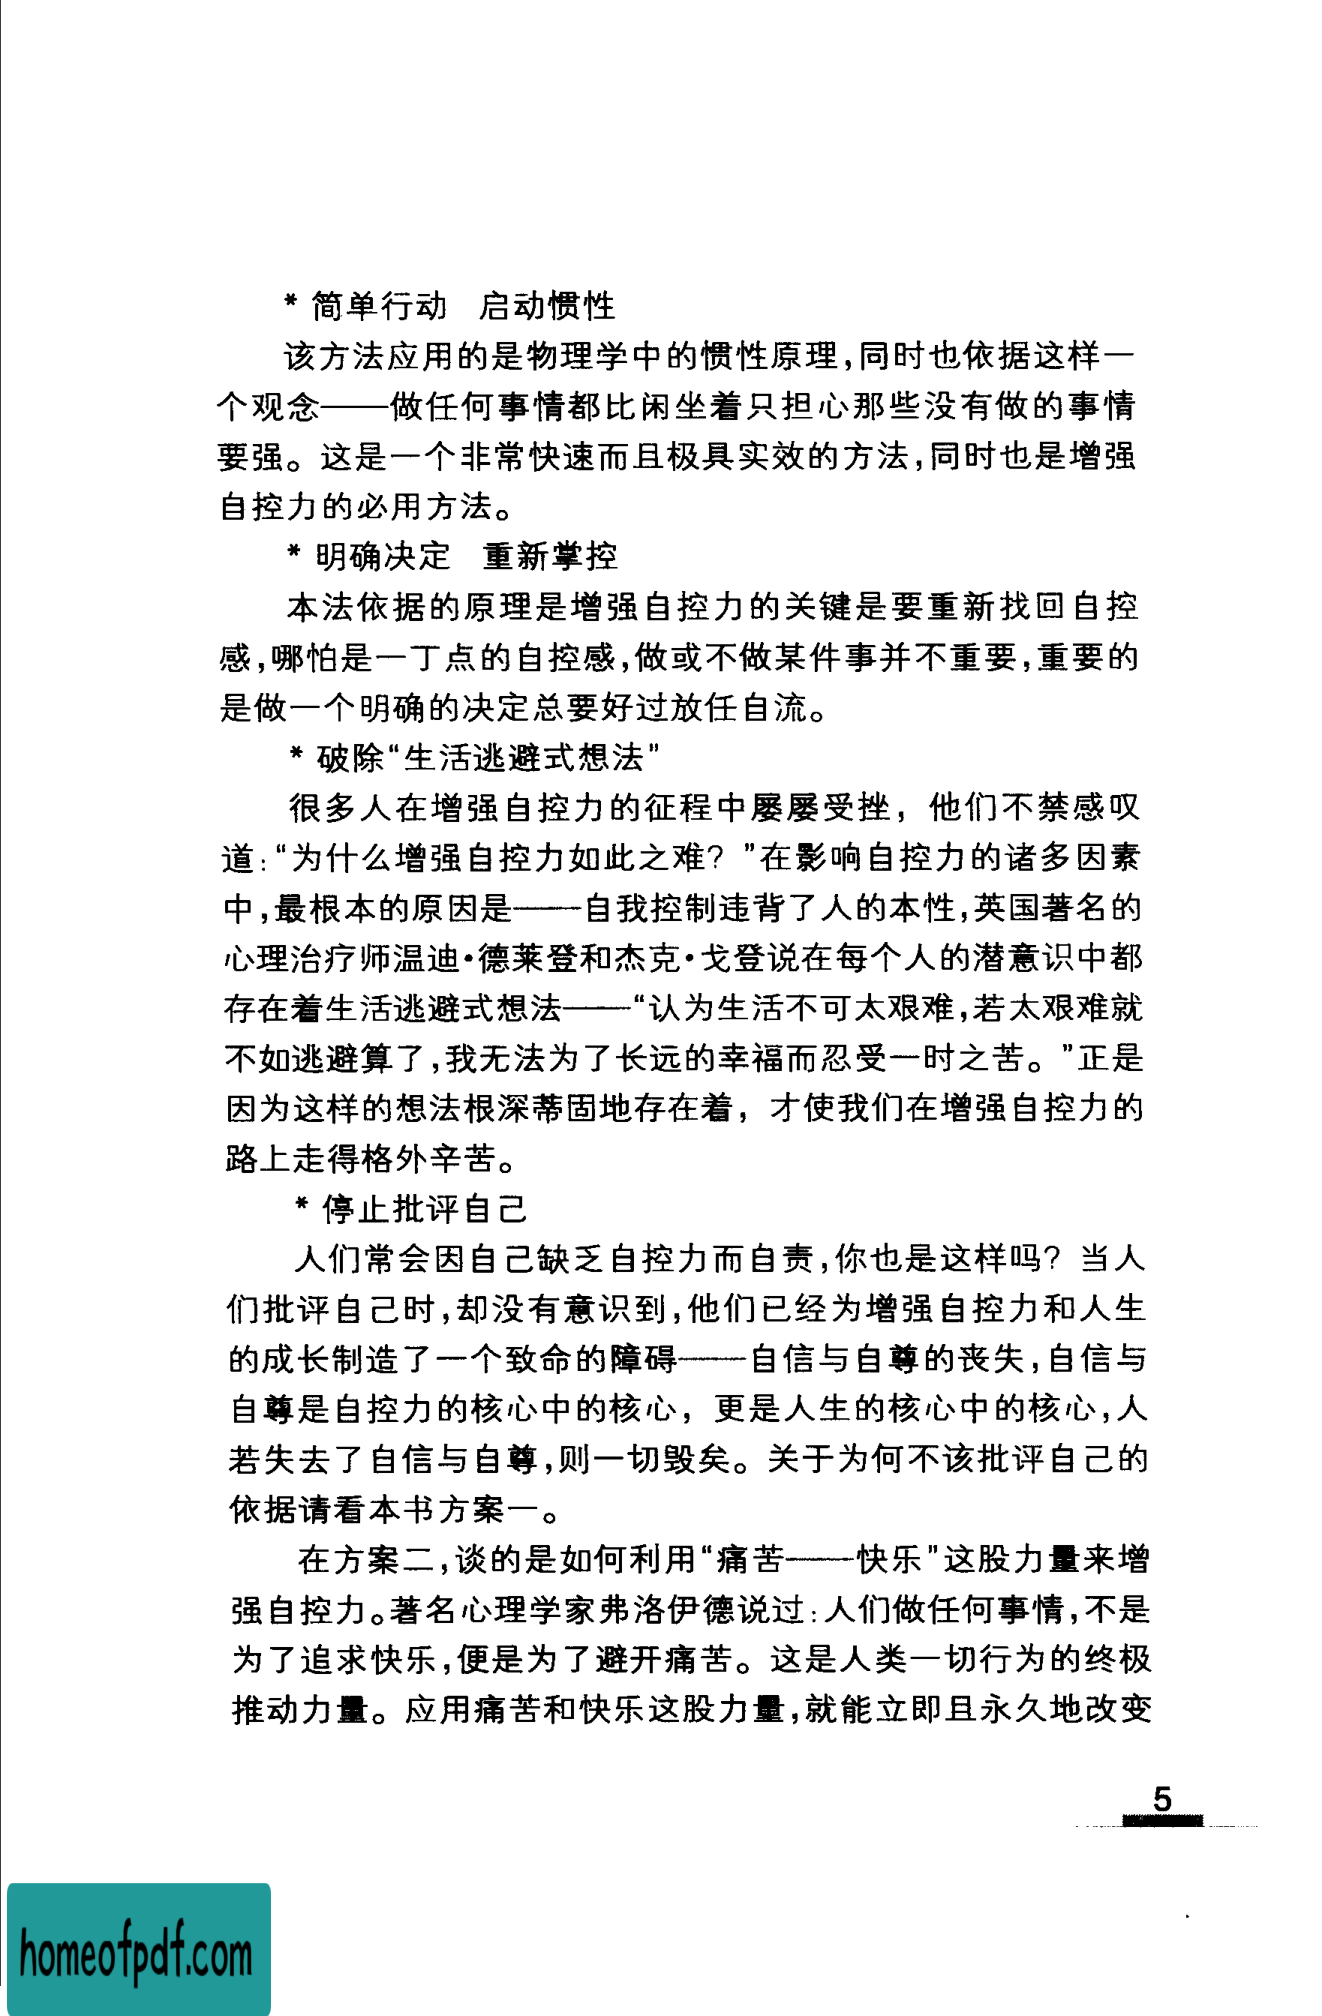 * 简单行动 启动惯性
该方法应用的是物理学中的惯性原理,同时也依据这样一
个观念——做任何事情都比闲坐着只担心那些没有做的事情
要强。这是一个非常快速而且极具实效的方法,同时也是增强
自控力的必用方法。
* 明确决定 重新掌控
本法依据的原理是增强自控力的关键是要重新找回自控
感,哪怕是一丁点的自控感,做或不做某件事并不重要,重要的
是做一个明确的决定总要好过放任自流。
* 破除“生活逃避式想法”
很多人在增强自控力的征程中屡屡受挫，他们不禁感叹
道:“为什么增强自控力如此之难？”在影响自控力的诸多因素
中,最根本的原因是——自我控制违背了人的本性,英国著名的
心理治疗师温迪·德莱登和杰克·戈登说在每个人的潜意识中都
存在着生活逃避式想法——“认为生活不可太艰难,若太艰难就
不如逃避算了,我无法为了长远的幸福而忍受一时之苦。”正是
因为这样的想法根深蒂固地存在着，才使我们在增强自控力的
路上走得格外辛苦。
* 停止批评自己
人们常会因自己缺乏自控力而自责,你也是这样吗？当人
们批评自己时,却没有意识到,他们已经为增强自控力和人生
的成长制造了一个致命的障碍——自信与自尊的丧失,自信与
自尊是自控力的核心中的核心，更是人生的核心中的核心,人
若失去了自信与自尊,则一切毁矣。关于为何不该批评自己的
依据请看本书方案一。
在方案二,谈的是如何利用“痛苦——快乐”这股力量来增
强自控力。著名心理学家弗洛伊德说过:人们做任何事情,不是
为了追求快乐,便是为了避开痛苦。这是人类一切行为的终极
推动力量。应用痛苦和快乐这股力量,就能立即且永久地改变
5
homeofpdf.com